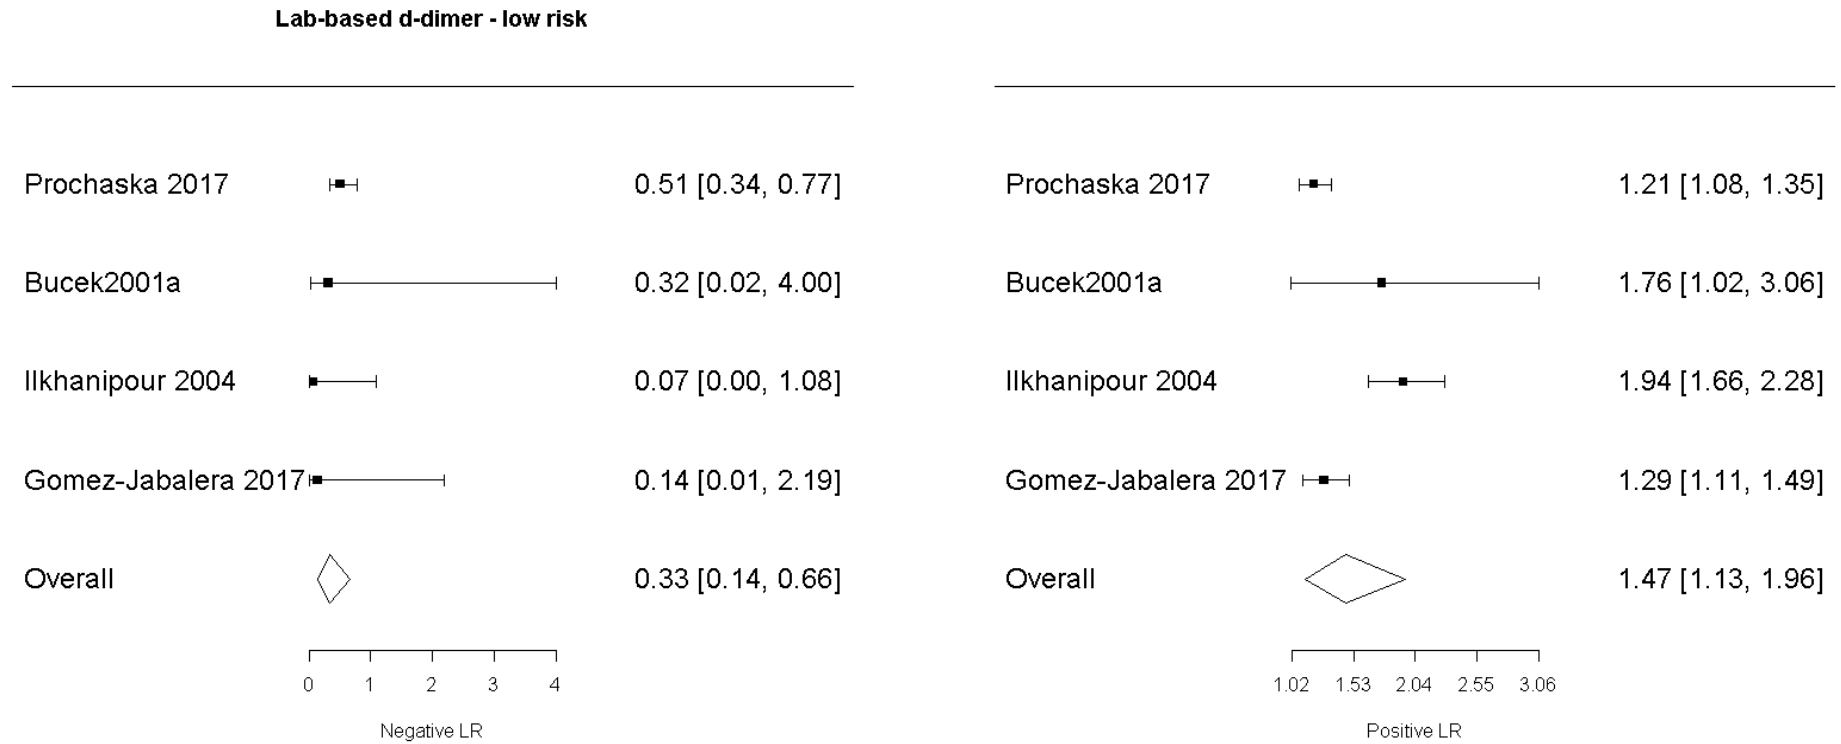 Lab-based d-dimer - low risk
Prochaska 2017 0.51 [0.34, 0.77]
Bucek2001a 0.32 [0.02, 4.00]
Ilkhanipour 2004 0.07 [0.00, 1.08]
Gomez-Jabalera 2017 0.14 [0.01, 2.19]
Overall 0.33 [0.14, 0.66]
0 1 2 3 4
Negative LR
Prochaska 2017 1.21 [1.08, 1.35]
Bucek2001a 1.76 [1.02, 3.06]
Ilkhanipour 2004 1.94 [1.66, 2.28]
Gomez-Jabalera 2017 1.29 [1.11, 1.49]
Overall 1.47 [1.13, 1.96]
1.02 1.53 2.04 2.55 3.06
Positive LR